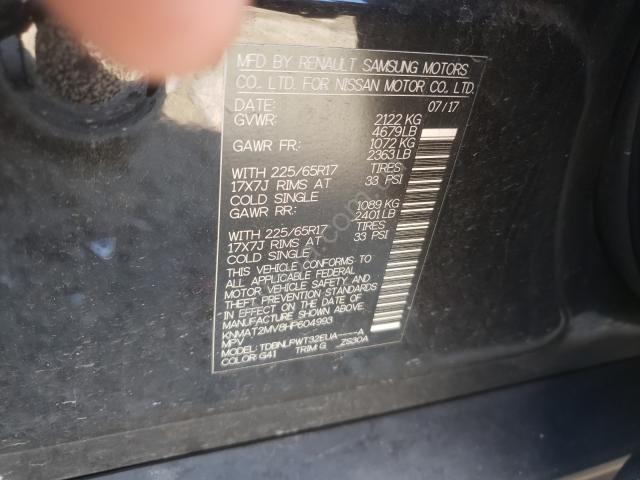 MFD BY RENAULT SAMSUNG MOTORS
CO., LTD. FOR NISSAN MOTOR CO., LTD.
DATE: 07/17
GVWR: 2122 KG
4679LB
GAWR FR: 1072 KG
2363LB
WITH 225/65R17 TIRES
17X7J RIMS AT 33 PSI
COLD SINGLE
GAWR RR: 1089 KG
2401LB
WITH 225/65R17 TIRES
17X7J RIMS AT 33 PSI
COLD SINGLE
THIS VEHICLE CONFORMS TO
ALL APPLICABLE FEDERAL
MOTOR VEHICLE SAFETY AND
THEFT PREVENTION STANDARDS
IN EFFECT ON THE DATE OF
MANUFACTURE SHOWN ABOVE.
KNMAT2MV8HP604993
MPV
MODEL: TDBNLFWT32EUA-----A
COLOR G41 TRIM: G ZS30A